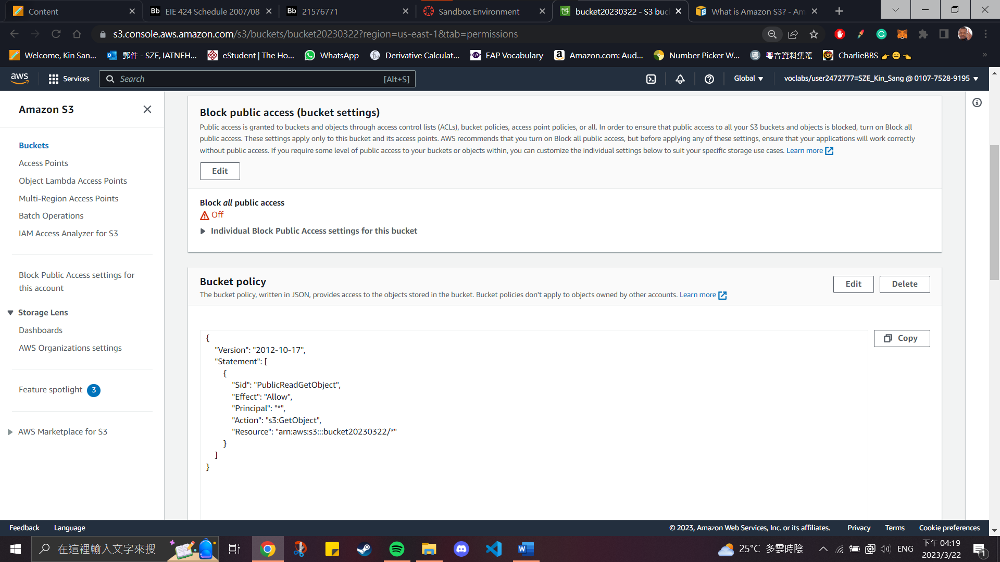 Content
EIE 424 Schedule 2007/08
21576771
Sandbox Environment
bucket20230322 - S3 buc
What is Amazon S3? - Am
s3.console.aws.amazon.com/s3/buckets/bucket20230322?region=us-east-1&tab=permissions
Welcome, Kin San...
郵件 - SZE, IATNEH...
eStudent | The Ho...
WhatsApp
Derivative Calculat...
EAP Vocabulary
Amazon.com: Aud...
Number Picker W...
粵音資料集叢
CharlieBBS 👉😑👈
aws
Services
Search
[Alt+S]
Global
voclabs/user2472777=SZE_Kin_Sang @ 0107-7528-9195
Amazon S3
Buckets
Access Points
Object Lambda Access Points
Multi-Region Access Points
Batch Operations
IAM Access Analyzer for S3
Block Public Access settings for
this account
Storage Lens
Dashboards
AWS Organizations settings
Feature spotlight 3
AWS Marketplace for S3
Block public access (bucket settings)
Public access is granted to buckets and objects through access control lists (ACLs), bucket policies, access point policies, or all. In order to ensure that public access to all your S3 buckets and objects is blocked, turn on Block all
public access. These settings apply only to this bucket and its access points. AWS recommends that you turn on Block all public access, but before applying any of these settings, ensure that your applications will work correctly
without public access. If you require some level of public access to your buckets or objects within, you can customize the individual settings below to suit your specific storage use cases. Learn more
Edit
Block all public access
Off
Individual Block Public Access settings for this bucket
Bucket policy
Edit
Delete
The bucket policy, written in JSON, provides access to the objects stored in the bucket. Bucket policies don't apply to objects owned by other accounts. Learn more
Copy
{
"Version": "2012-10-17",
"Statement": [
{
"Sid": "PublicReadGetObject",
"Effect": "Allow",
"Principal": "*",
"Action": "s3:GetObject",
"Resource": "arn:aws:s3:::bucket20230322/*"
}
]
}
Feedback
Language
© 2023, Amazon Web Services, Inc. or its affiliates.
Privacy
Terms
Cookie preferences
在這裡輸入文字來搜
25°C 多雲時陰
ENG
下午 04:19
2023/3/22
1